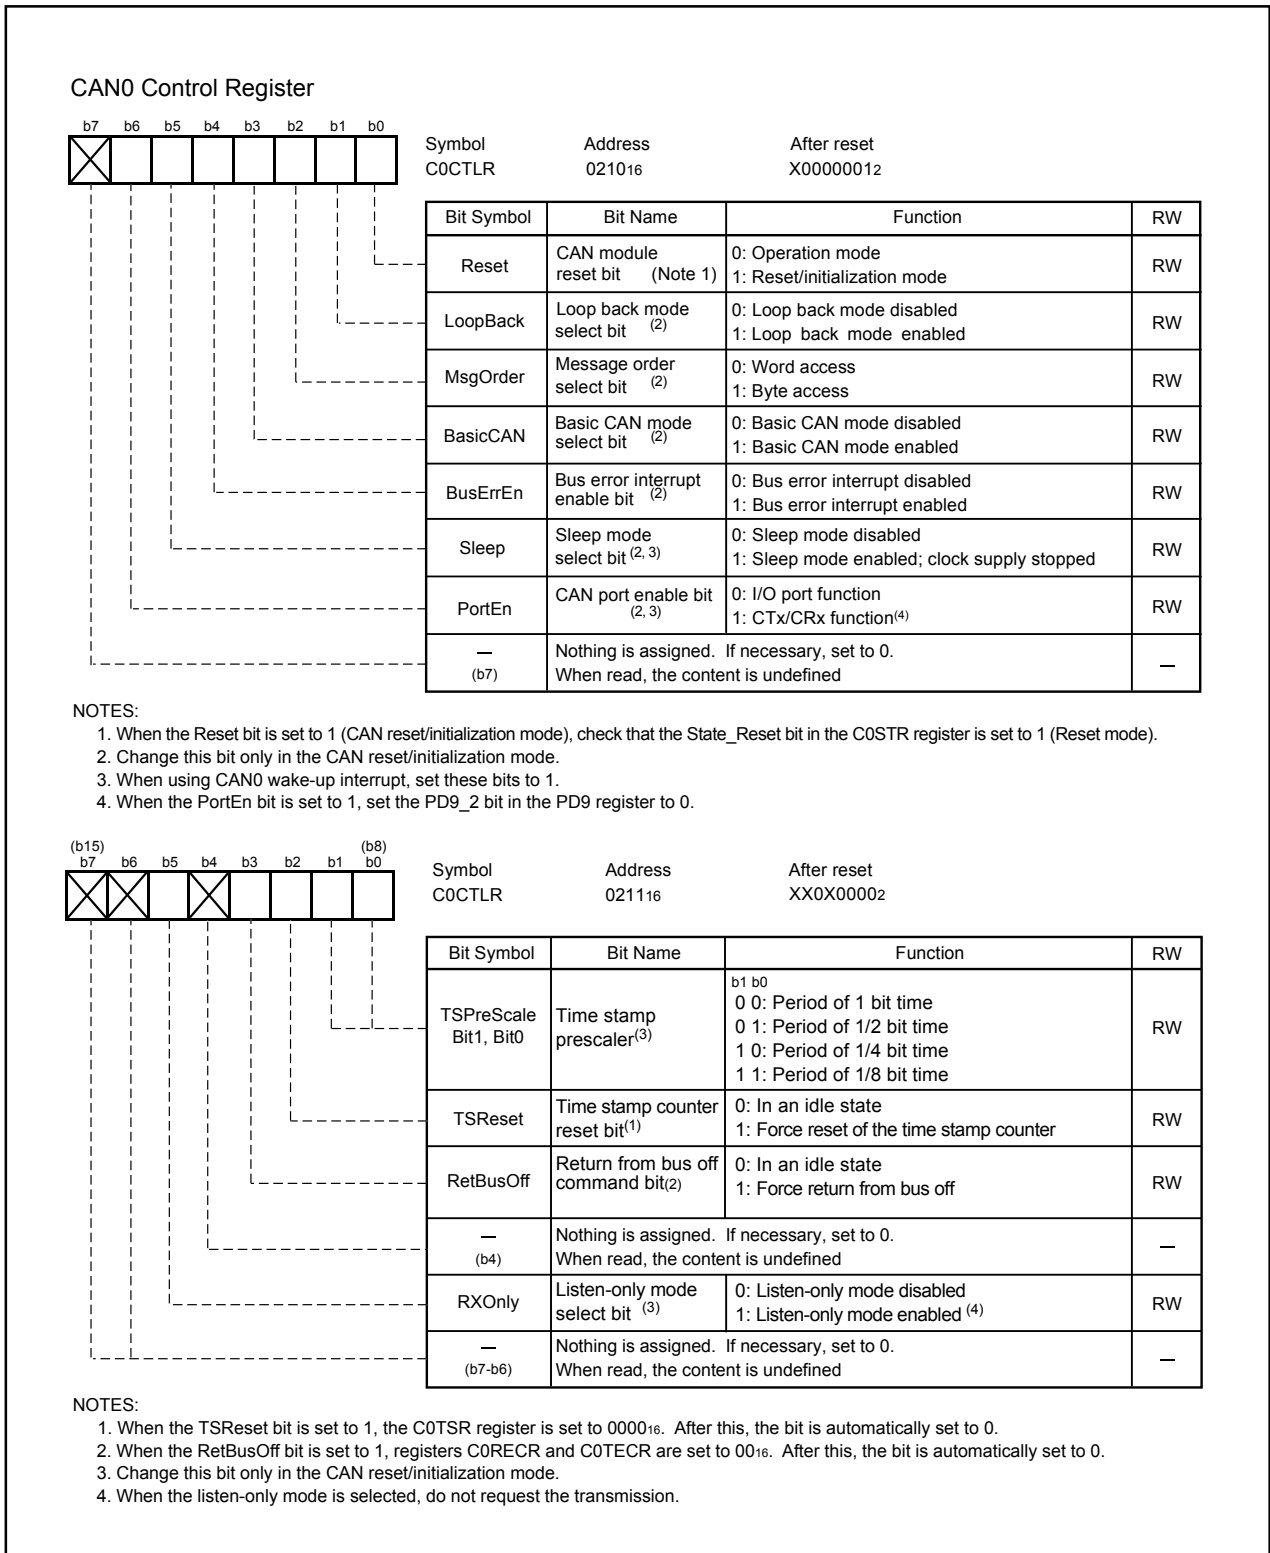 CAN0 Control Register
b7 b6 b5 b4 b3 b2 b1 b0
Symbol Address After reset
C0CTLR 021016 X00000012
Bit Symbol Bit Name Function RW
Reset CAN module reset bit (Note 1) 0: Operation mode 1: Reset/initialization mode RW
LoopBack Loop back mode select bit (2) 0: Loop back mode disabled 1: Loop back mode enabled RW
MsgOrder Message order select bit (2) 0: Word access 1: Byte access RW
BasicCAN Basic CAN mode select bit (2) 0: Basic CAN mode disabled 1: Basic CAN mode enabled RW
BusErrEn Bus error interrupt enable bit (2) 0: Bus error interrupt disabled 1: Bus error interrupt enabled RW
Sleep Sleep mode select bit (2, 3) 0: Sleep mode disabled 1: Sleep mode enabled; clock supply stopped RW
PortEn CAN port enable bit (2, 3) 0: I/O port function 1: CTx/CRx function(4) RW
— (b7) Nothing is assigned. If necessary, set to 0. When read, the content is undefined —
NOTES:
1. When the Reset bit is set to 1 (CAN reset/initialization mode), check that the State_Reset bit in the C0STR register is set to 1 (Reset mode).
2. Change this bit only in the CAN reset/initialization mode.
3. When using CAN0 wake-up interrupt, set these bits to 1.
4. When the PortEn bit is set to 1, set the PD9_2 bit in the PD9 register to 0.
(b15) (b8)
b7 b6 b5 b4 b3 b2 b1 b0
Symbol Address After reset
C0CTLR 021116 XX0X00002
Bit Symbol Bit Name Function RW
TSPreScale Bit1, Bit0 Time stamp prescaler(3) b1 b0
0 0: Period of 1 bit time
0 1: Period of 1/2 bit time
1 0: Period of 1/4 bit time
1 1: Period of 1/8 bit time
RW
TSReset Time stamp counter reset bit(1) 0: In an idle state 1: Force reset of the time stamp counter RW
RetBusOff Return from bus off command bit(2) 0: In an idle state 1: Force return from bus off RW
— (b4) Nothing is assigned. If necessary, set to 0. When read, the content is undefined —
RXOnly Listen-only mode select bit (3) 0: Listen-only mode disabled 1: Listen-only mode enabled (4) RW
— (b7-b6) Nothing is assigned. If necessary, set to 0. When read, the content is undefined —
NOTES:
1. When the TSReset bit is set to 1, the C0TSR register is set to 000016. After this, the bit is automatically set to 0.
2. When the RetBusOff bit is set to 1, registers C0RECR and C0TECR are set to 0016. After this, the bit is automatically set to 0.
3. Change this bit only in the CAN reset/initialization mode.
4. When the listen-only mode is selected, do not request the transmission.